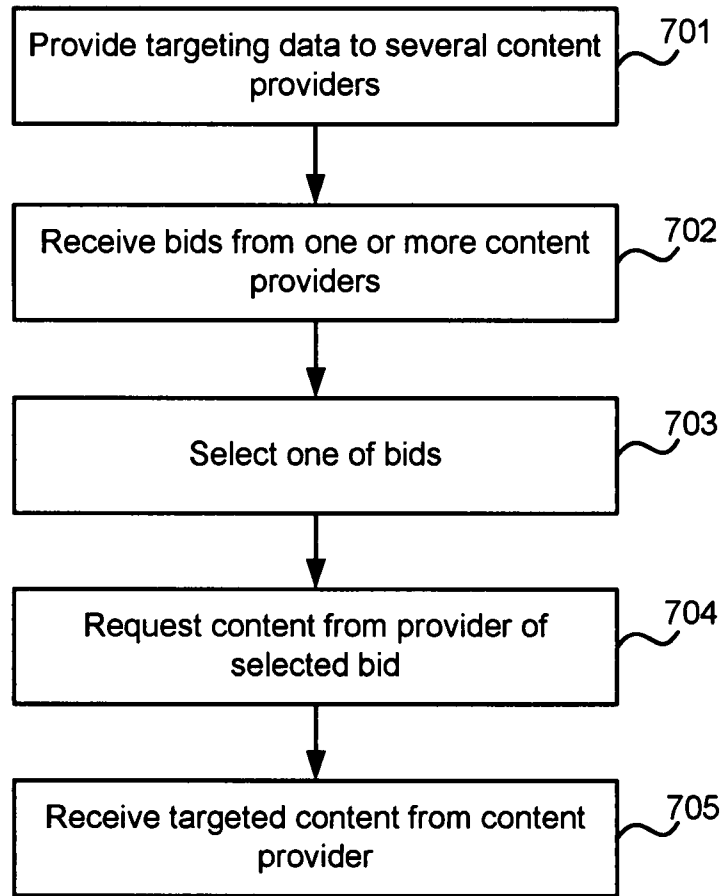 Provide targeting data to several content
providers
701
Receive bids from one or more content
providers
702
Select one of bids
703
Request content from provider of
selected bid
704
Receive targeted content from content
provider
705